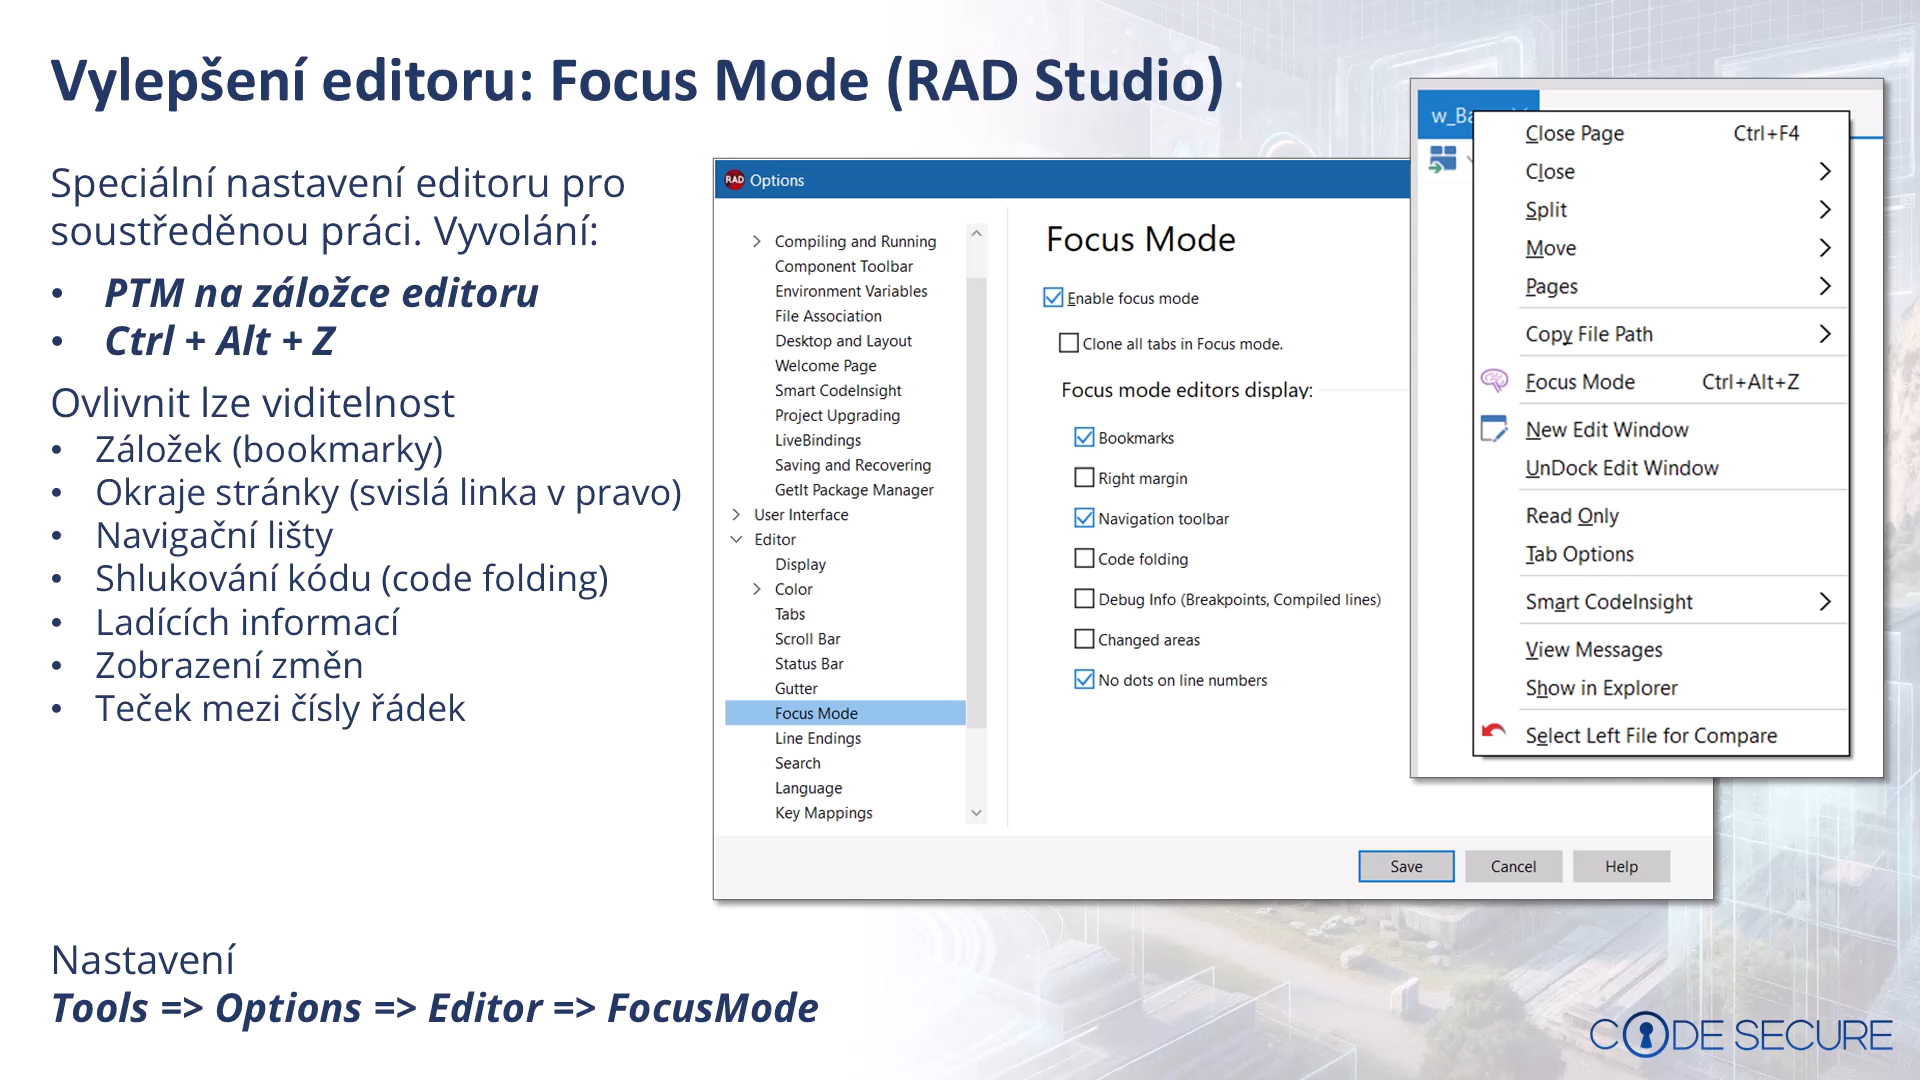 Vylepšení editoru: Focus Mode (RAD Studio)
Speciální nastavení editoru pro
soustředěnou práci. Vyvolání:
• PTM na záložce editoru
• Ctrl + Alt + Z
Ovlivnit lze viditelnost
• Záložek (bookmarky)
• Okraje stránky (svislá linka v pravo)
• Navigační lišty
• Shlukování kódu (code folding)
• Ladících informací
• Zobrazení změn
• Teček mezi čísly řádek
Nastavení
Tools => Options => Editor => FocusMode
RAD Options
Compiling and Running
Component Toolbar
Environment Variables
File Association
Desktop and Layout
Welcome Page
Smart CodeInsight
Project Upgrading
LiveBindings
Saving and Recovering
GetIt Package Manager
User Interface
Editor
Display
Color
Tabs
Scroll Bar
Status Bar
Gutter
Focus Mode
Line Endings
Search
Language
Key Mappings
Focus Mode
Enable focus mode
Clone all tabs in Focus mode.
Focus mode editors display:
Bookmarks
Right margin
Navigation toolbar
Code folding
Debug Info (Breakpoints, Compiled lines)
Changed areas
No dots on line numbers
Save Cancel Help
Close Page Ctrl+F4
Close
Split
Move
Pages
Copy File Path
Focus Mode Ctrl+Alt+Z
New Edit Window
UnDock Edit Window
Read Only
Tab Options
Smart CodeInsight
View Messages
Show in Explorer
Select Left File for Compare
CODE SECURE